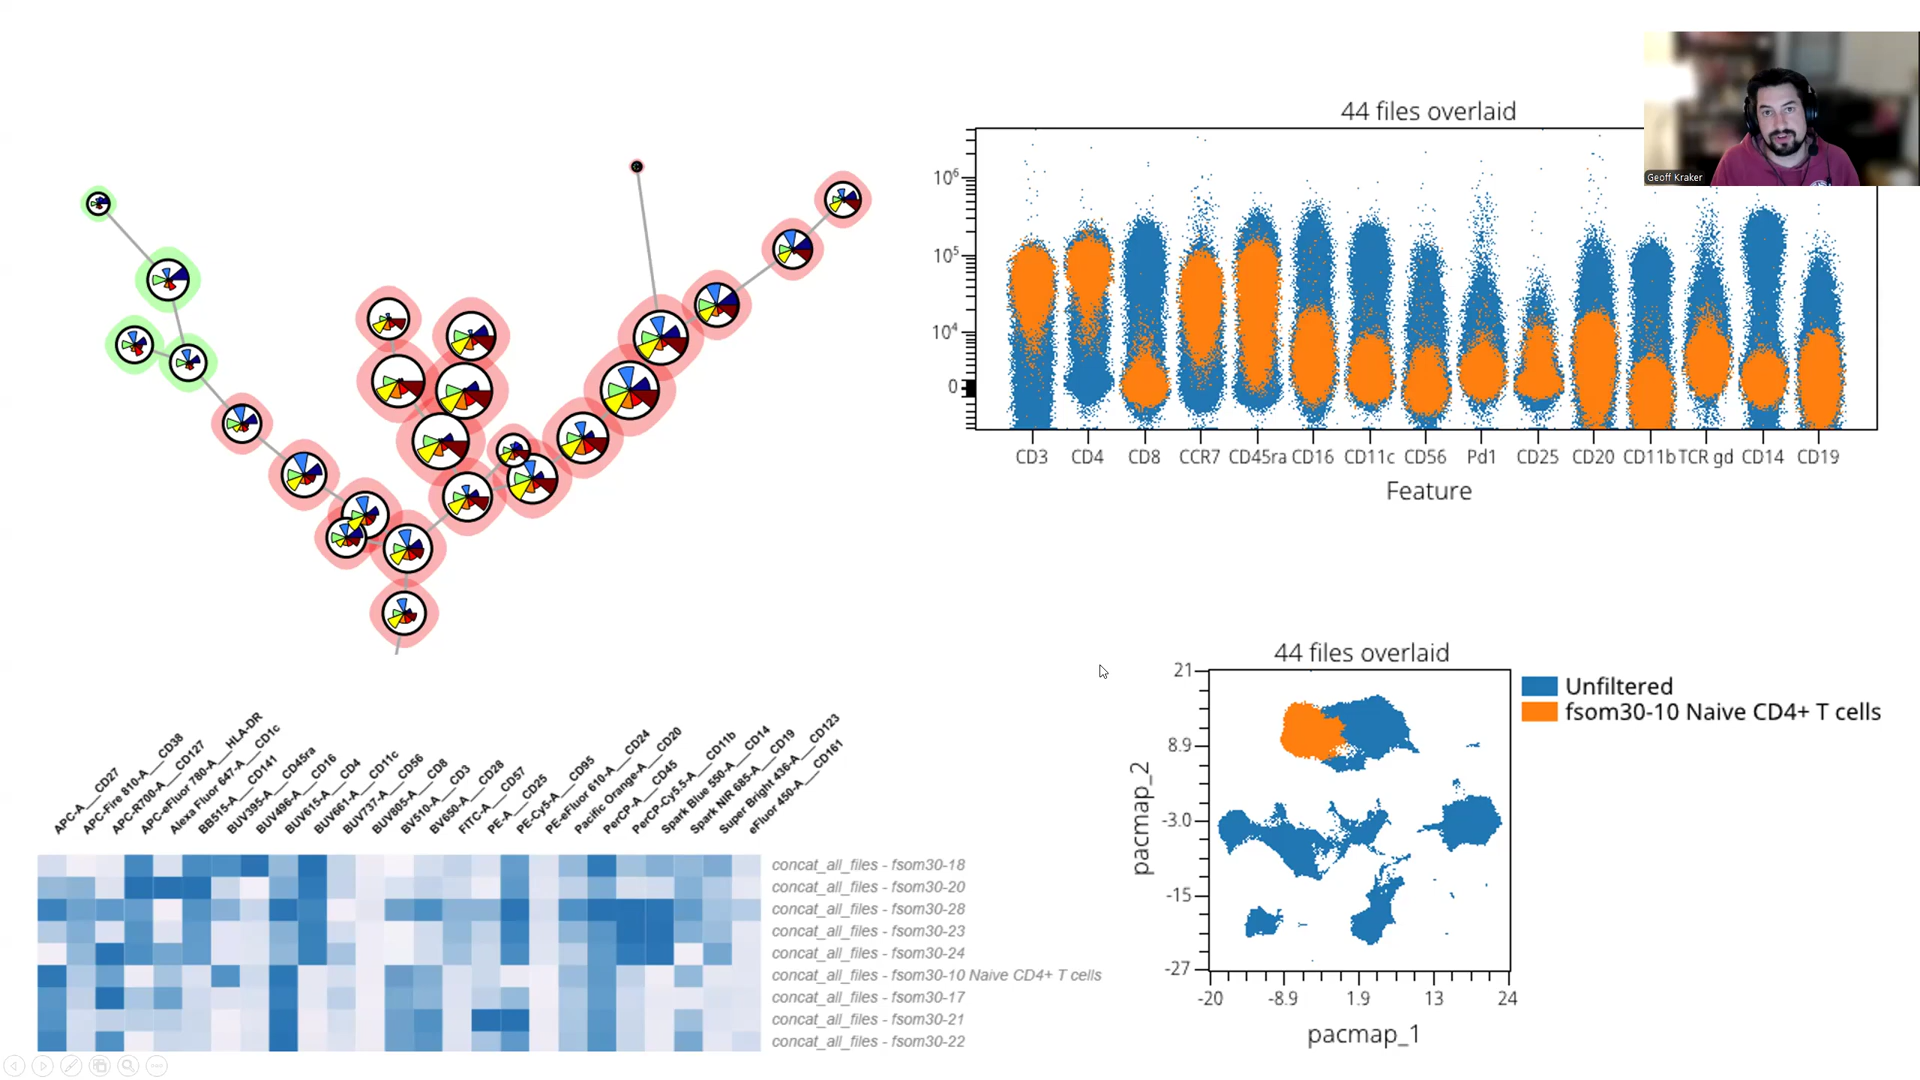 44 files overlaid
Geoff Kraker
10⁶
10⁵
10⁴
0
CD3 CD4 CD8 CCR7 CD45ra CD16 CD11c CD56 Pd1 CD25 CD20 CD11b TCR gd CD14 CD19
Feature
44 files overlaid
21
8.9
-3.0
-15
-27
pacmap_2
-20 -8.9 1.9 13 24
pacmap_1
Unfiltered
fsom30-10 Naive CD4+ T cells
APC-A__CD27
APC-Fire 810-A__CD38
APC-R700-A__CD127
APC-eFluor 780-A__HLA-DR
Alexa Fluor 647-A__CD1c
BB515-A__CD141
BUV395-A__CD45ra
BUV496-A__CD16
BUV615-A__CD4
BUV661-A__CD11c
BUV737-A__CD56
BUV805-A__CD8
BV510-A__CD3
BV650-A__CD28
FITC-A__CD57
PE-A__CD25
PE-Cy5-A__CD95
PE-eFluor 610-A__CD24
Pacific Orange-A__CD20
PerCP-A__CD45
PerCP-Cy5.5-A__CD11b
Spark Blue 550-A__CD14
Spark NIR 685-A__CD19
Super Bright 436-A__CD123
eFluor 450-A__CD161
concat_all_files - fsom30-18
concat_all_files - fsom30-20
concat_all_files - fsom30-28
concat_all_files - fsom30-23
concat_all_files - fsom30-24
concat_all_files - fsom30-10 Naive CD4+ T cells
concat_all_files - fsom30-17
concat_all_files - fsom30-21
concat_all_files - fsom30-22